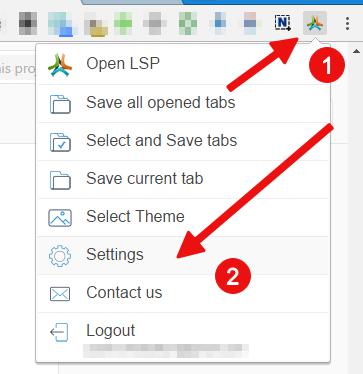 N
1
Open LSP
this pro
Save all opened tabs
Select and Save tabs
Save current tab
Select Theme
Settings
2
Contact us
Logout